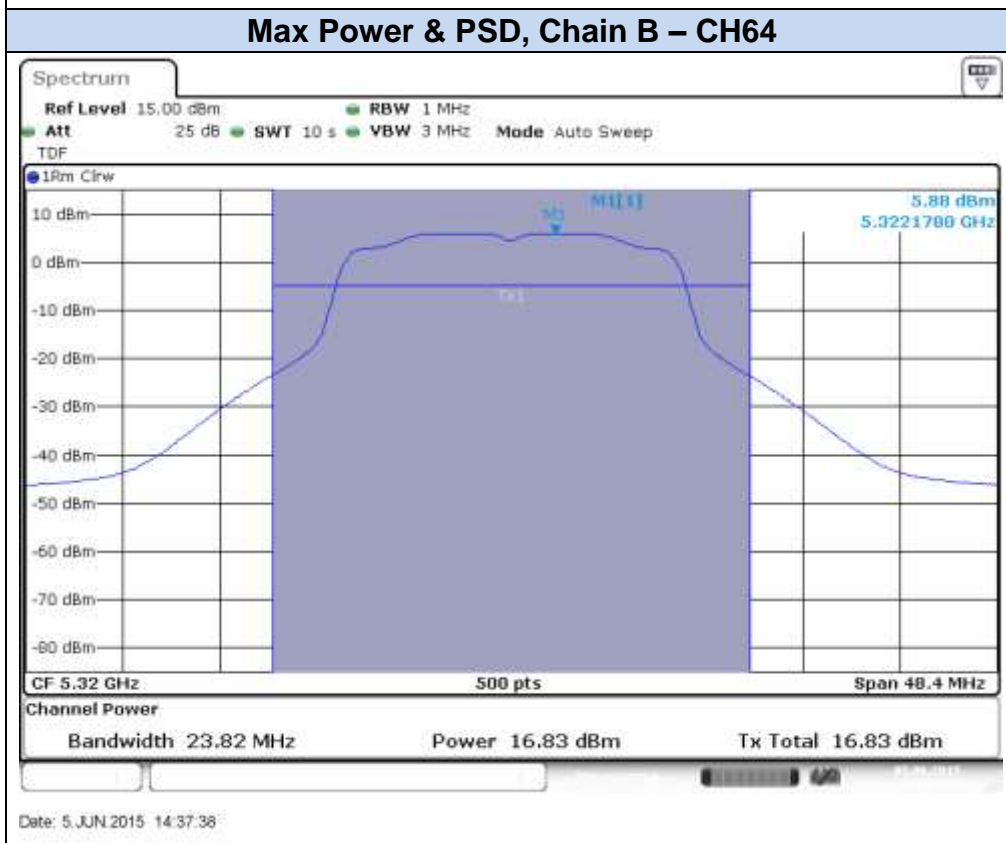 Max Power & PSD, Chain B – CH64
Spectrum
Ref Level 15.00 dBm RBW 1 MHz
Att 25 dB SWT 10 s VBW 3 MHz Mode Auto Sweep
TDF
1Rm Clrw
M1[1] 5.88 dBm
5.3221780 GHz
M1
10 dBm
0 dBm
Tx1
-10 dBm
-20 dBm
-30 dBm
-40 dBm
-50 dBm
-60 dBm
-70 dBm
-80 dBm
CF 5.32 GHz 500 pts Span 48.4 MHz
Channel Power
Bandwidth 23.82 MHz Power 16.83 dBm Tx Total 16.83 dBm
Date: 5.JUN.2015 14:37:38